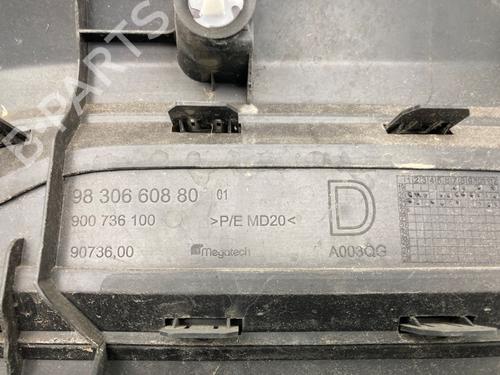 B-PARTS
98 306 608 80 01
900 736 100 >P/E MD20<
90736,00 Megatech
D
A003QG